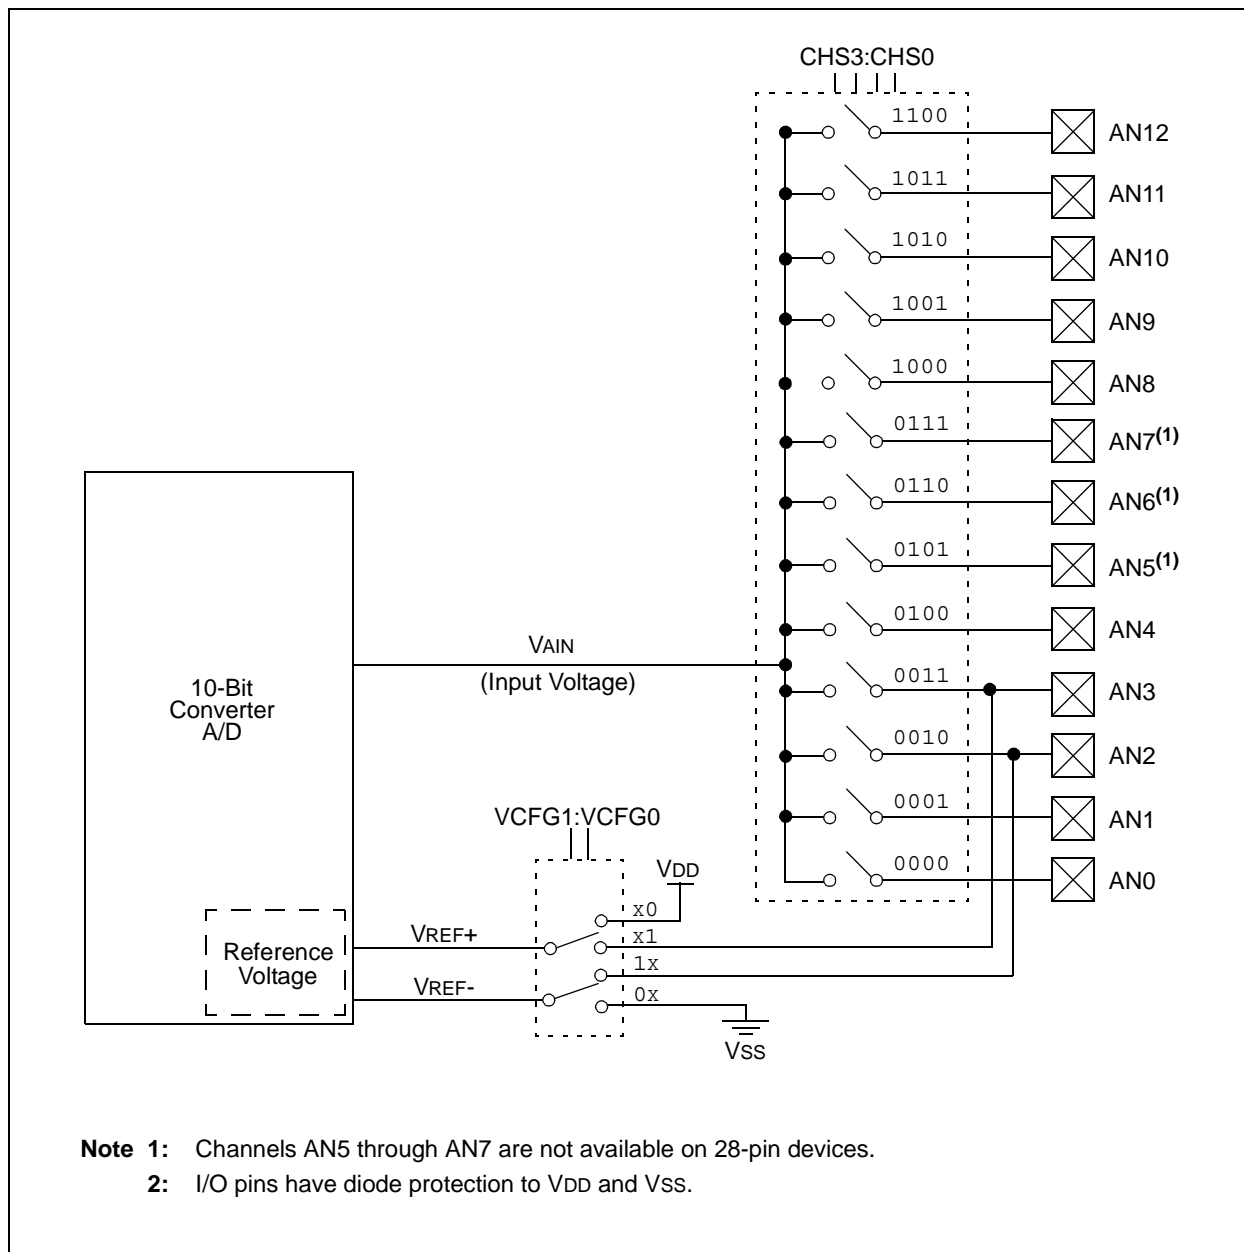 CHS3:CHS0
1100
AN12
1011
AN11
1010
AN10
1001
AN9
1000
AN8
0111
AN7(1)
0110
AN6(1)
0101
AN5(1)
0100
AN4
VAIN
(Input Voltage)
10-Bit
Converter
A/D
0011
AN3
0010
AN2
0001
AN1
0000
AN0
VCFG1:VCFG0
VDD
x0
VREF+
x1
1x
Reference
Voltage
VREF-
0x
VSS
Note 1: Channels AN5 through AN7 are not available on 28-pin devices.
2: I/O pins have diode protection to VDD and VSS.